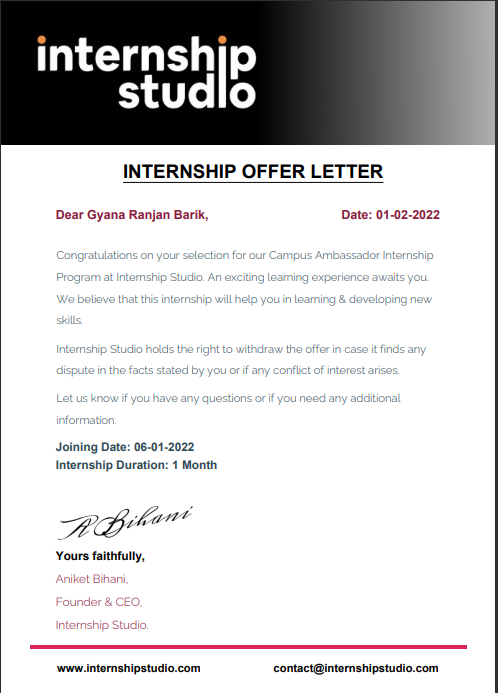 internship
studio
INTERNSHIP OFFER LETTER
Dear Gyana Ranjan Barik, Date: 01-02-2022
Congratulations on your selection for our Campus Ambassador Internship
Program at Internship Studio. An exciting learning experience awaits you.
We believe that this internship will help you in learning & developing new
skills.
Internship Studio holds the right to withdraw the offer in case it finds any
dispute in the facts stated by you or if any conflict of interest arises.
Let us know if you have any questions or if you need any additional
information.
Joining Date: 06-01-2022
Internship Duration: 1 Month
A Bihani
Yours faithfully,
Aniket Bihani,
Founder & CEO,
Internship Studio.
www.internshipstudio.com contact@internshipstudio.com